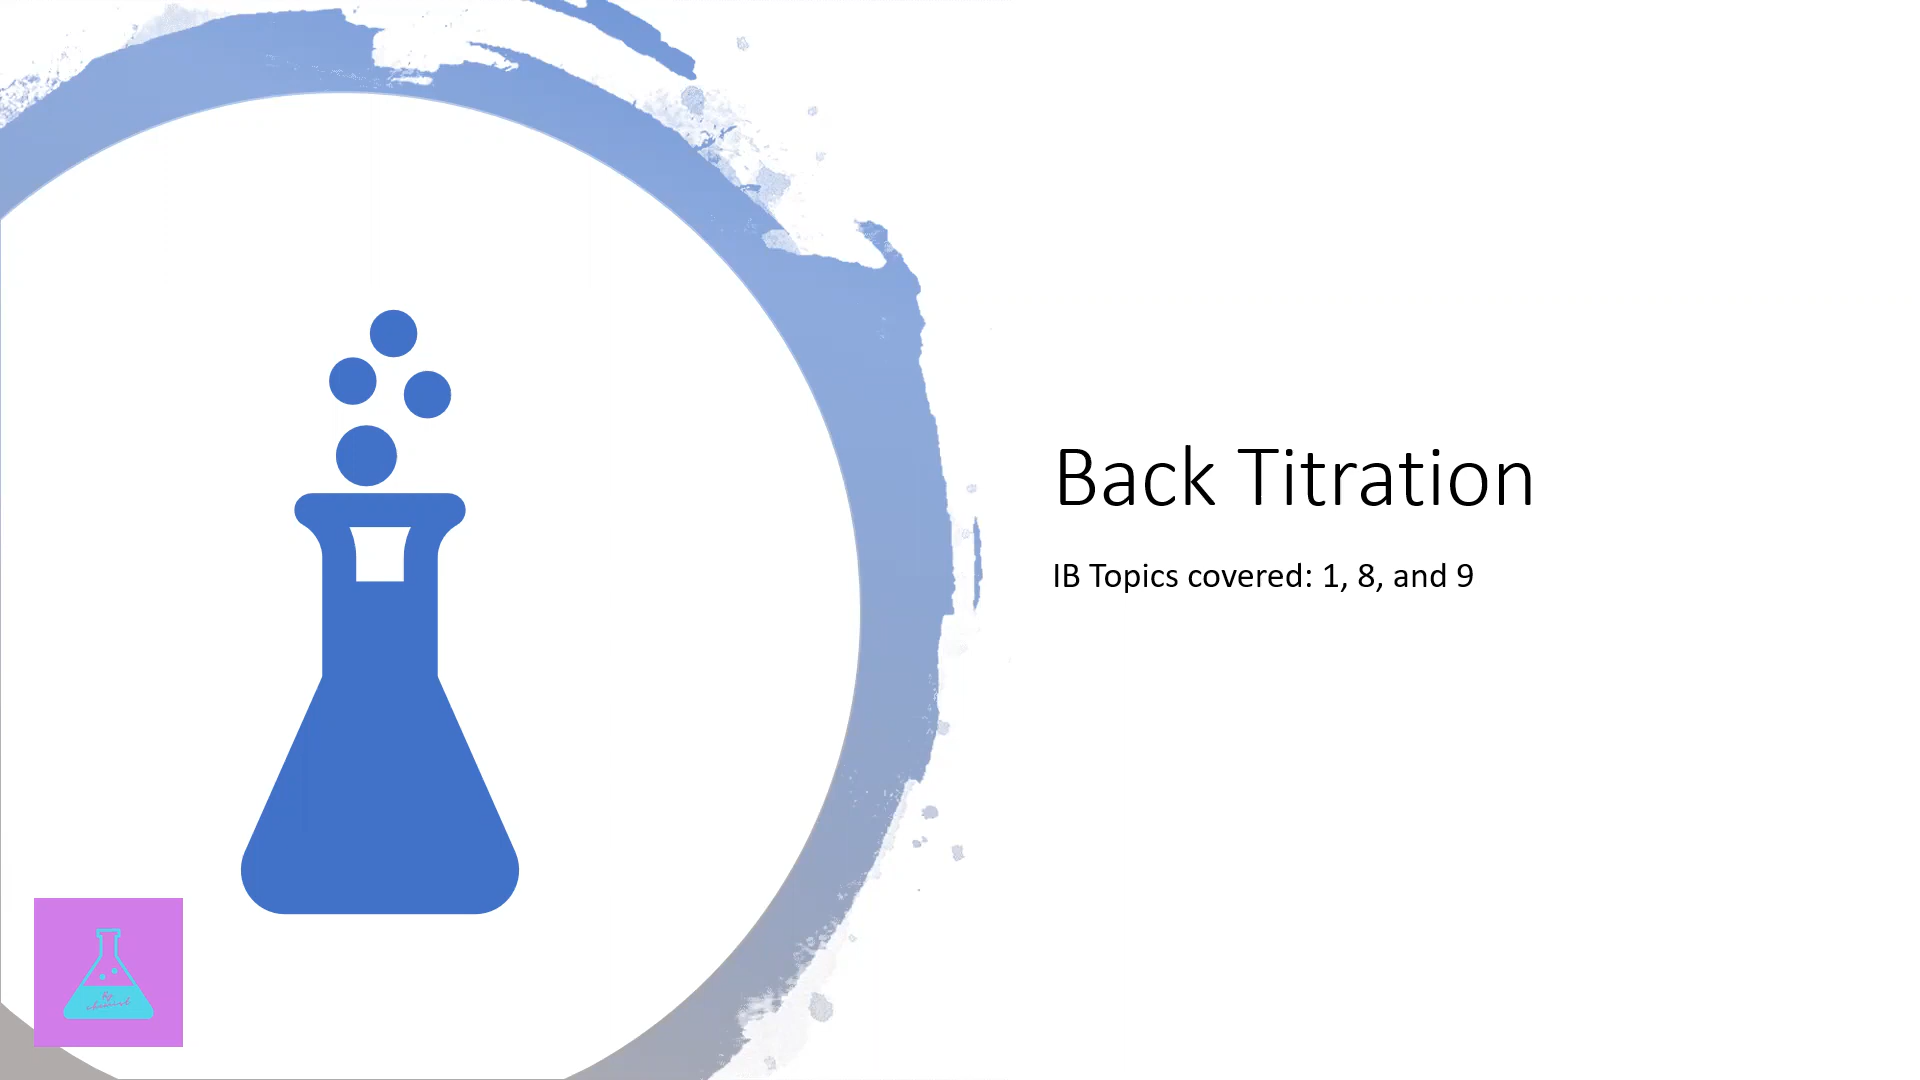 Back Titration
IB Topics covered: 1, 8, and 9